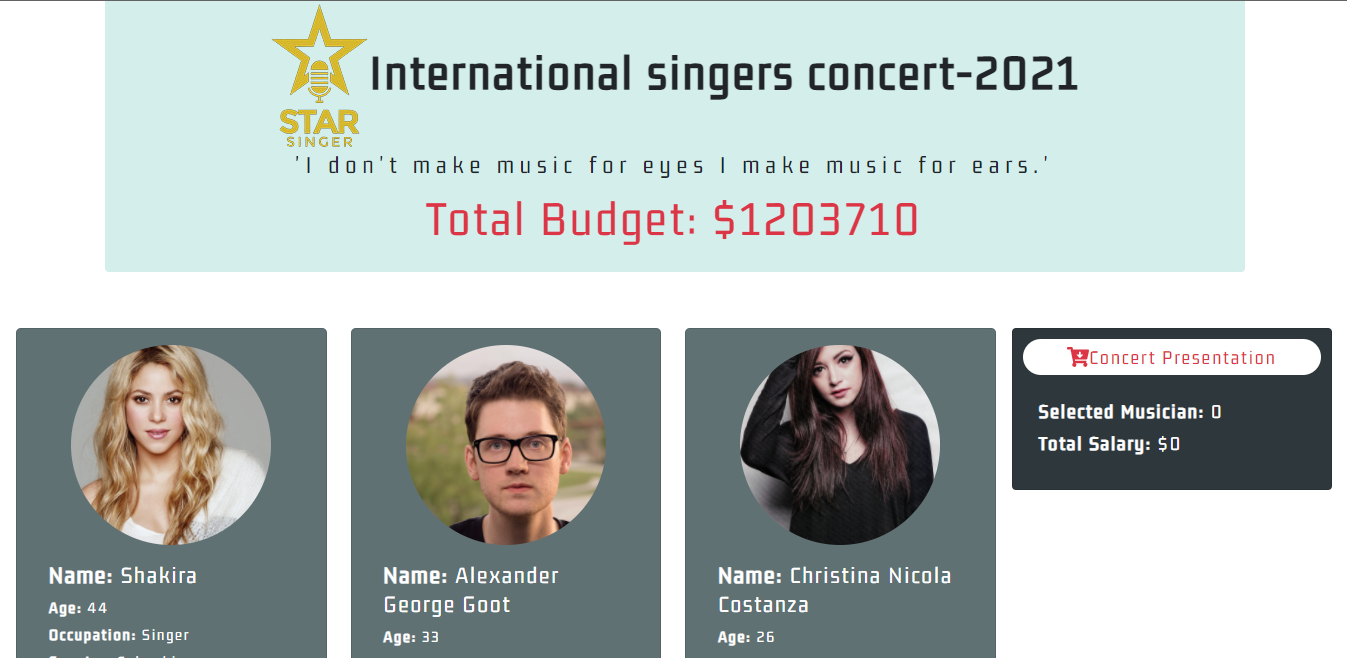 International singers concert-2021
STAR
SINGER
'I don't make music for eyes I make music for ears.'
Total Budget: $1203710
Name: Shakira
Age: 44
Occupation: Singer
Name: Alexander
George Goot
Age: 33
Name: Christina Nicola
Costanza
Age: 26
Concert Presentation
Selected Musician: 0
Total Salary: $0